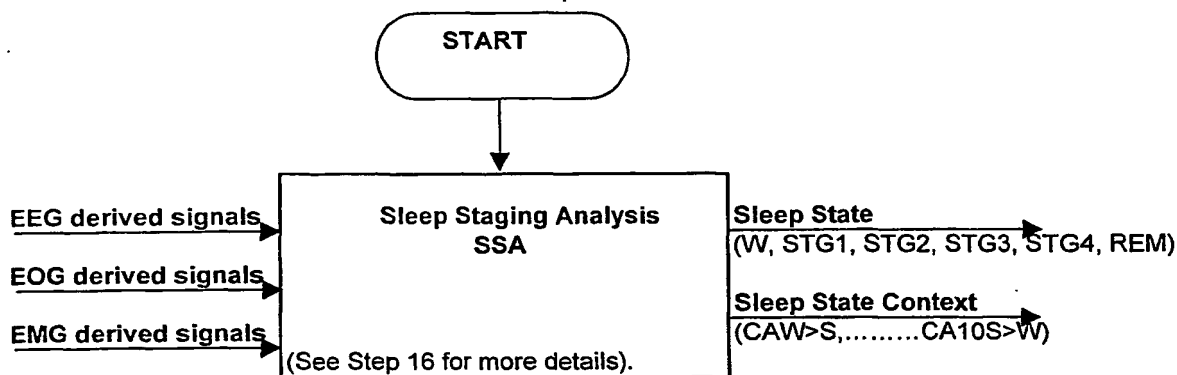 START
Sleep Staging Analysis
SSA
EEG derived signals
EOG derived signals
EMG derived signals
(See Step 16 for more details).
Sleep State
(W, STG1, STG2, STG3, STG4, REM)
Sleep State Context
(CAW>S,.........CA10S>W)